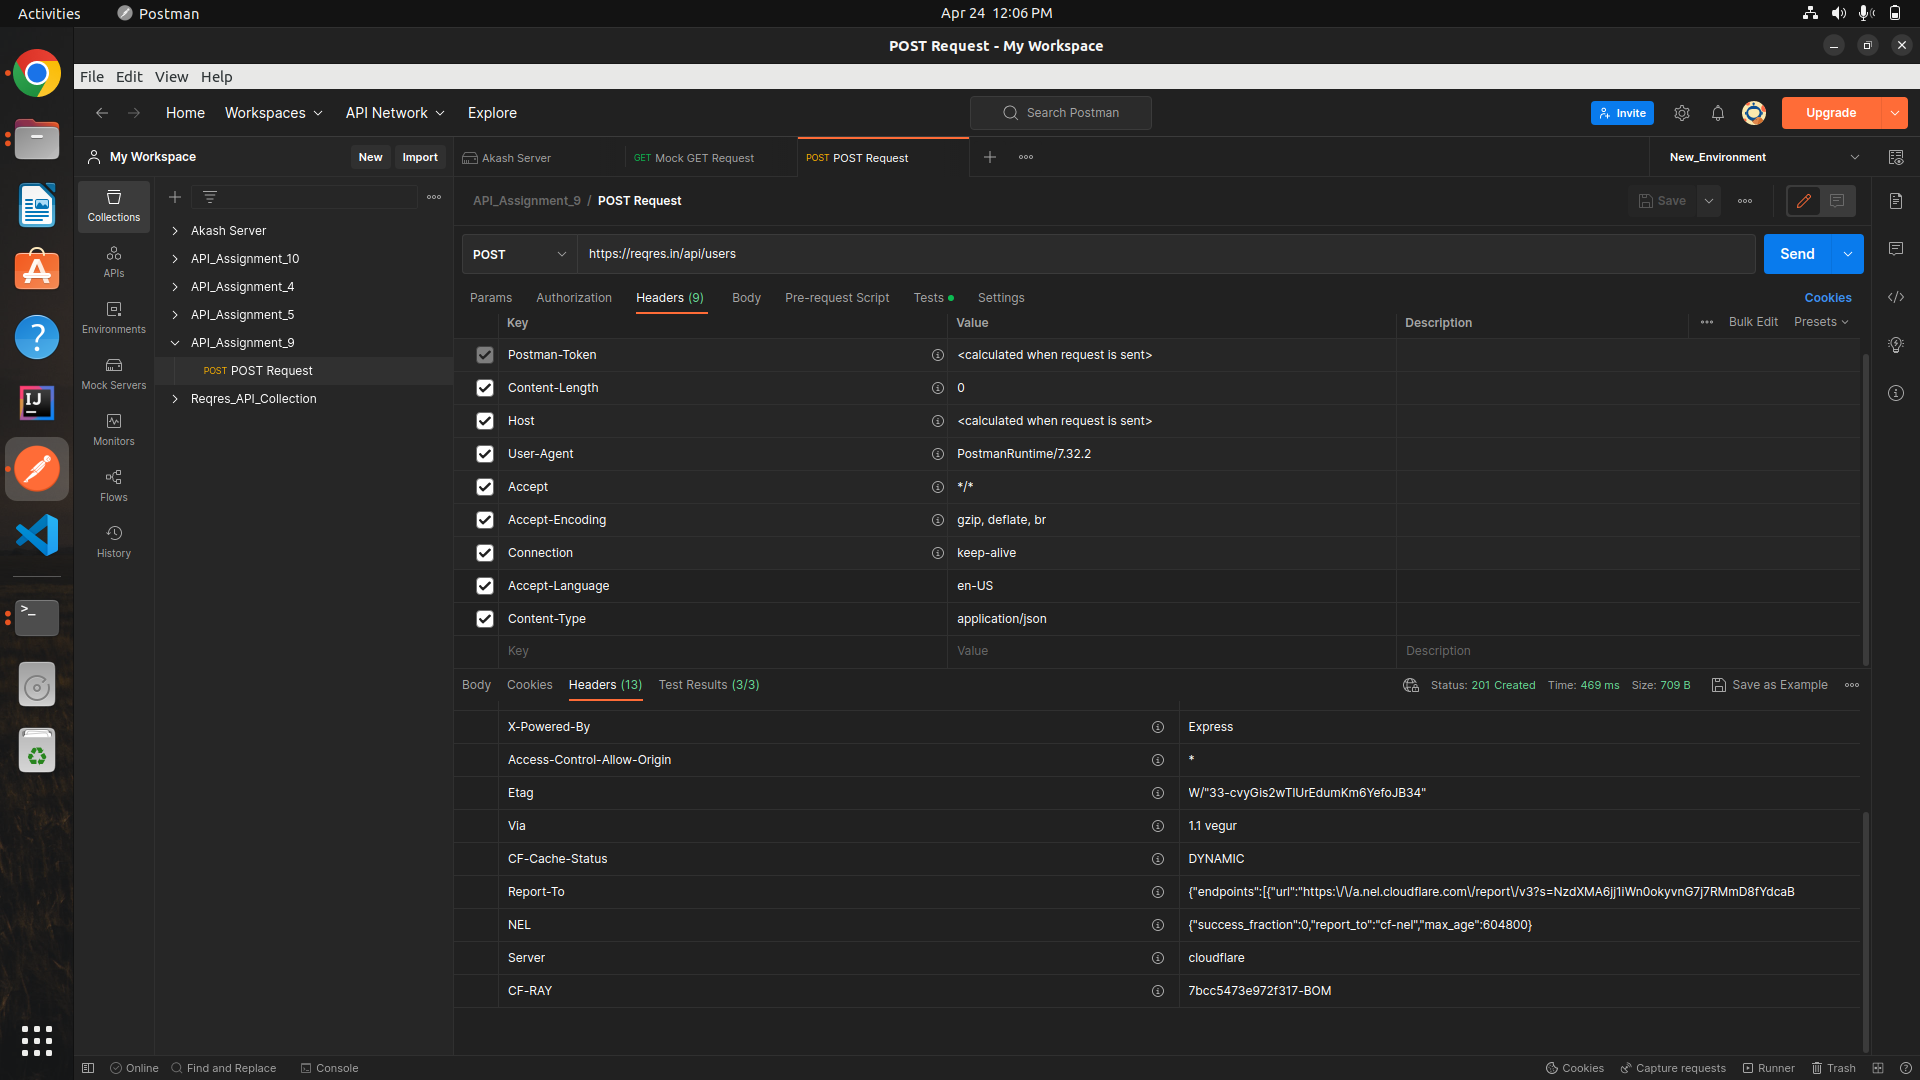 Activities
Postman
Apr 24 12:06 PM
POST Request - My Workspace
File Edit View Help
Home
Workspaces
API Network
Explore
Search Postman
Invite
Upgrade
My Workspace
New
Import
Akash Server
GET Mock GET Request
POST POST Request
New_Environment
Collections
APIs
Environments
Mock Servers
Monitors
Flows
History
Akash Server
API_Assignment_10
API_Assignment_4
API_Assignment_5
API_Assignment_9
POST POST Request
Reqres_API_Collection
API_Assignment_9 / POST Request
Save
POST
https://reqres.in/api/users
Send
Params Authorization Headers (9) Body Pre-request Script Tests Settings
Cookies
Key Value Description
Bulk Edit Presets
Postman-Token <calculated when request is sent>
Content-Length 0
Host <calculated when request is sent>
User-Agent PostmanRuntime/7.32.2
Accept */*
Accept-Encoding gzip, deflate, br
Connection keep-alive
Accept-Language en-US
Content-Type application/json
Key Value Description
Body Cookies Headers (13) Test Results (3/3)
Status: 201 Created Time: 469 ms Size: 709 B Save as Example
X-Powered-By Express
Access-Control-Allow-Origin *
Etag W/"33-cvyGis2wTlUrEdumKm6YefoJB34"
Via 1.1 vegur
CF-Cache-Status DYNAMIC
Report-To {"endpoints":[{"url":"https:\/\/a.nel.cloudflare.com\/report\/v3?s=NzdXMA6jj1iWn0okyvnG7j7RMmD8fYdcaB
NEL {"success_fraction":0,"report_to":"cf-nel","max_age":604800}
Server cloudflare
CF-RAY 7bcc5473e972f317-BOM
Online
Find and Replace
Console
Cookies
Capture requests
Runner
Trash